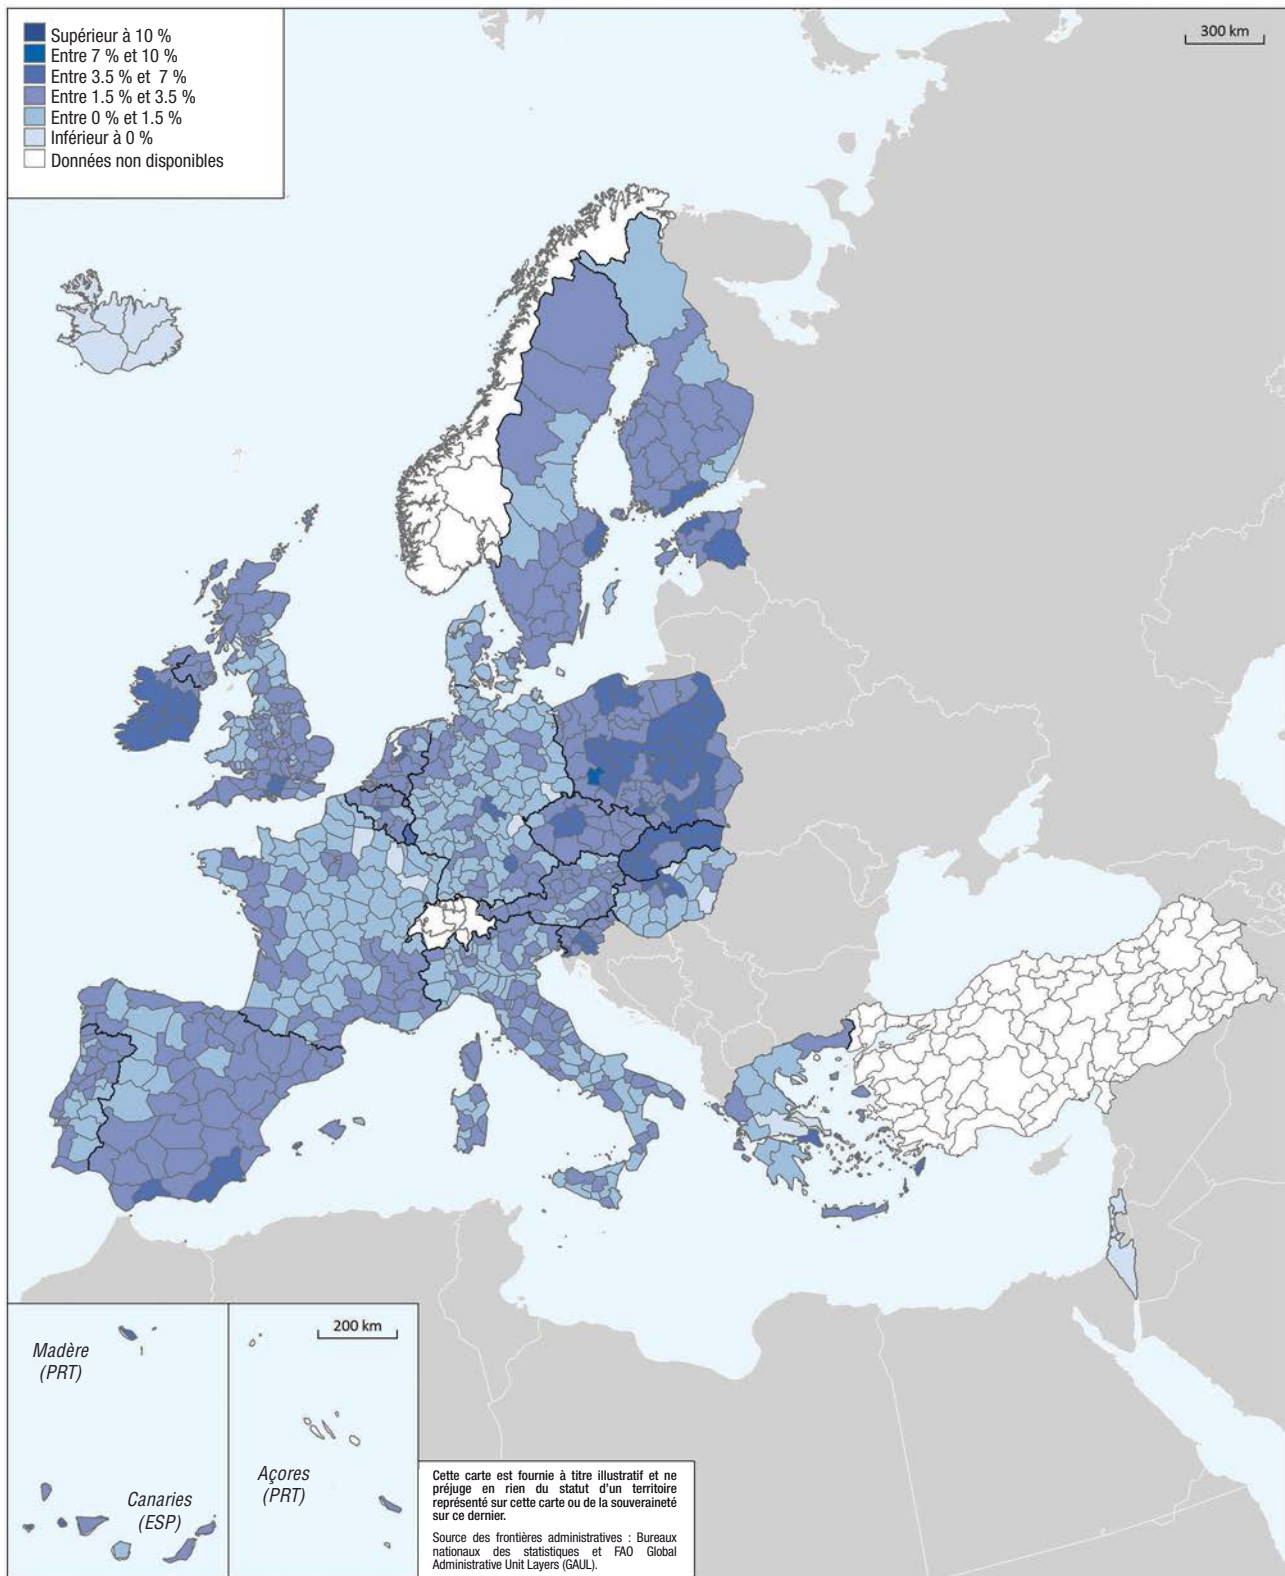 Supérieur à 10 %
Entre 7 % et 10 %
Entre 3.5 % et 7 %
Entre 1.5 % et 3.5 %
Entre 0 % et 1.5 %
Inférieur à 0 %
Données non disponibles
300 km
200 km
Madère
(PRT)
Canaries
(ESP)
Açores
(PRT)
Cette carte est fournie à titre illustratif et ne
préjuge en rien du statut d'un territoire
représenté sur cette carte ou de la souveraineté
sur ce dernier.
Source des frontières administratives : Bureaux
nationaux des statistiques et FAO Global
Administrative Unit Layers (GAUL).